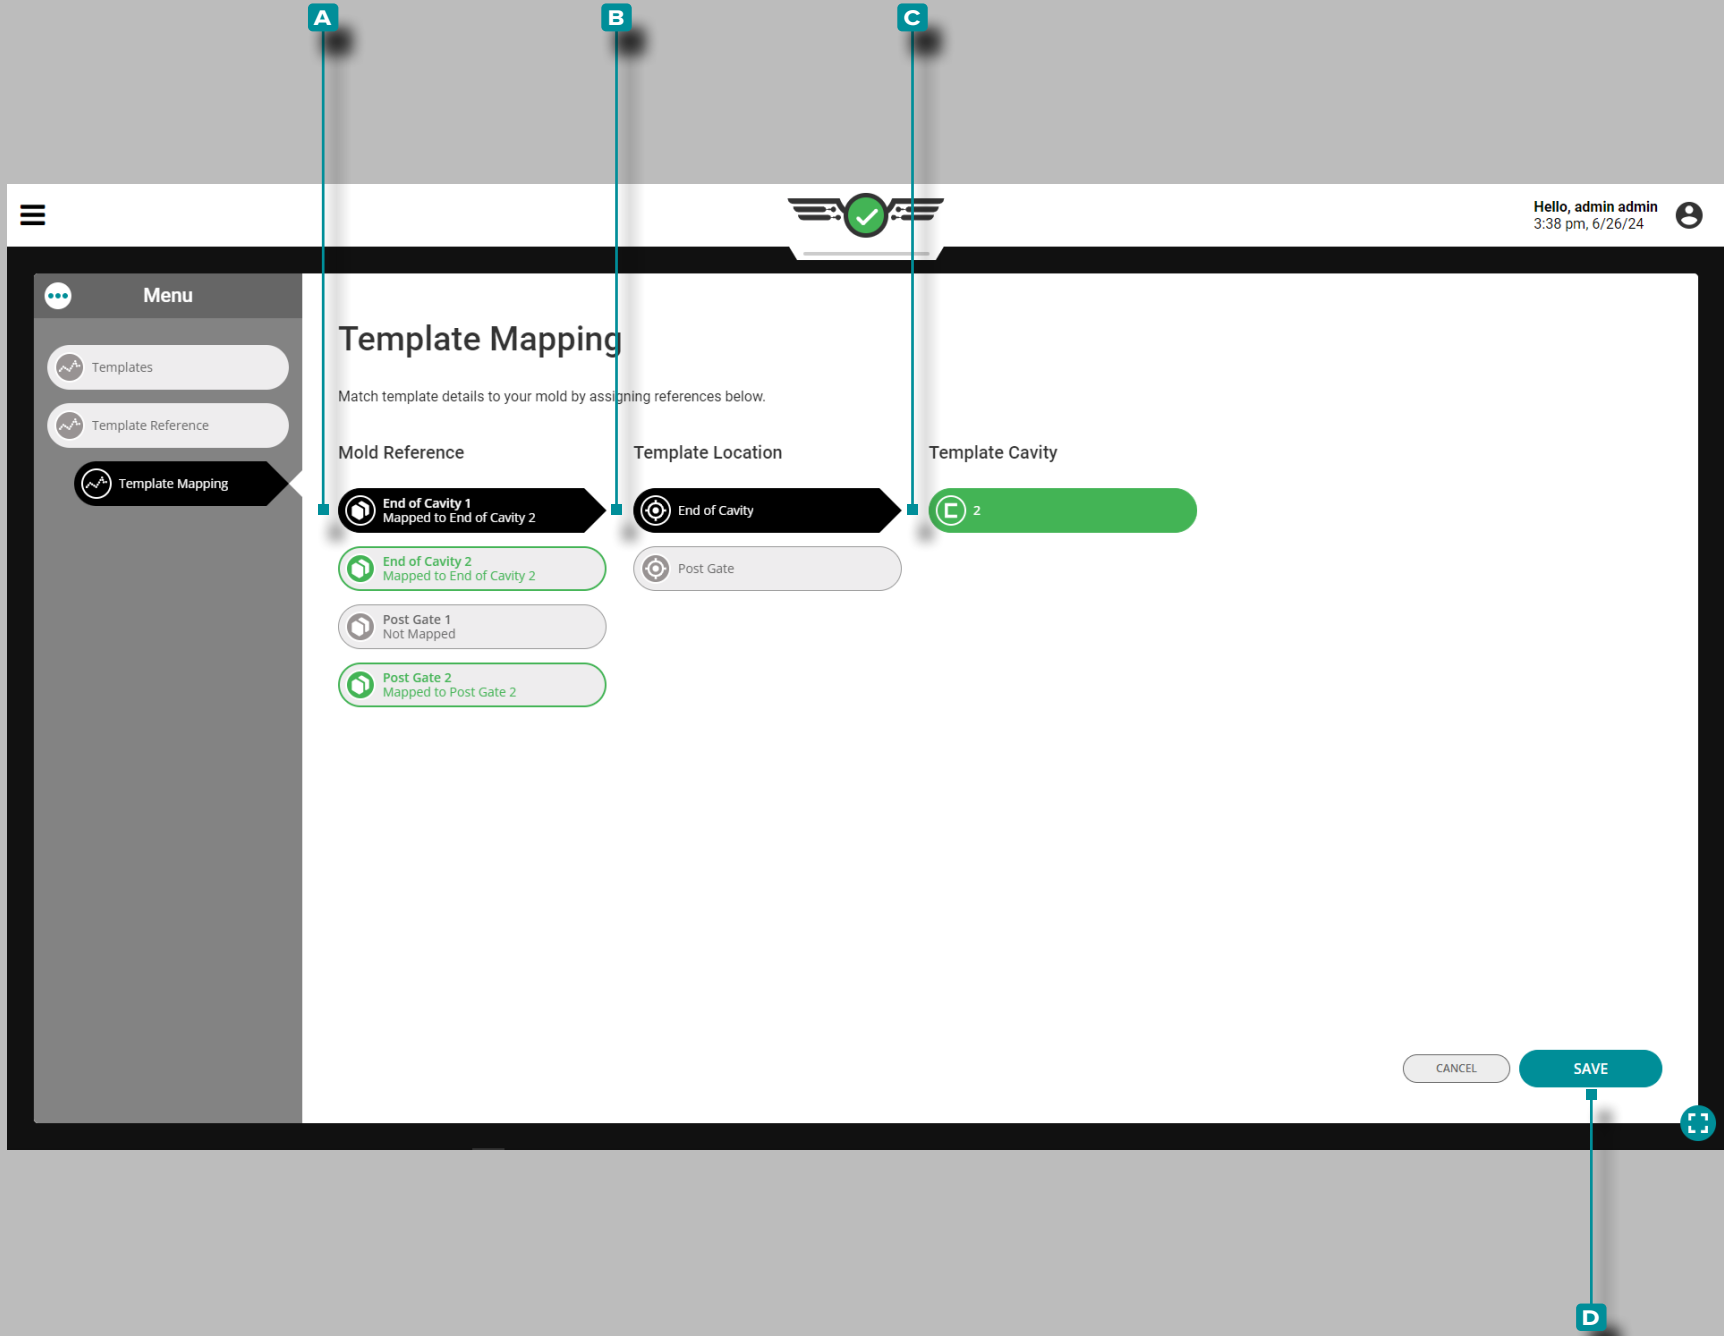 A
B
C
Hello, admin admin
3:38 pm, 6/26/24
Menu
Templates
Template Reference
Template Mapping
Template Mapping
Match template details to your mold by assigning references below.
Mold Reference
Template Location
Template Cavity
End of Cavity 1
Mapped to End of Cavity 2
End of Cavity
2
End of Cavity 2
Mapped to End of Cavity 2
Post Gate
Post Gate 1
Not Mapped
Post Gate 2
Mapped to Post Gate 2
CANCEL
SAVE
D